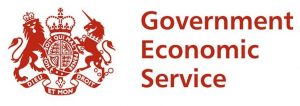 Government
Economic
Service
DIEU ET MON DROIT